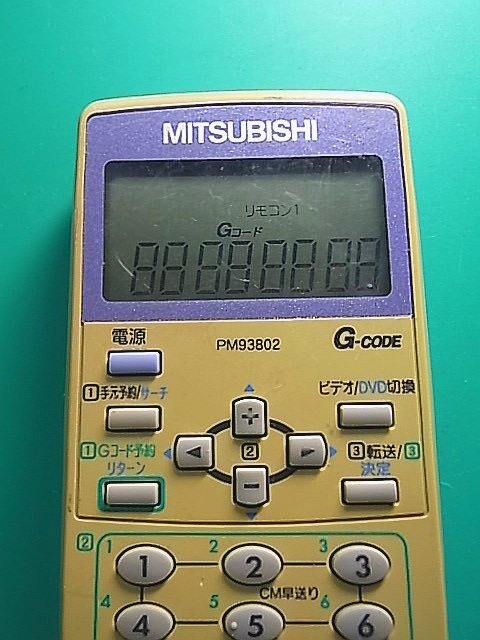 MITSUBISHI
リモコン1
Gコード
88888888
電源
PM93802
G-CODE
1 手元予約/サーチ
ビデオ/DVD切換
+
1 Gコード予約
リターン
2
3 転送/3
決定
−
2
1 2 3
1 2 3
CM早送り
4 5 6
4 5 6